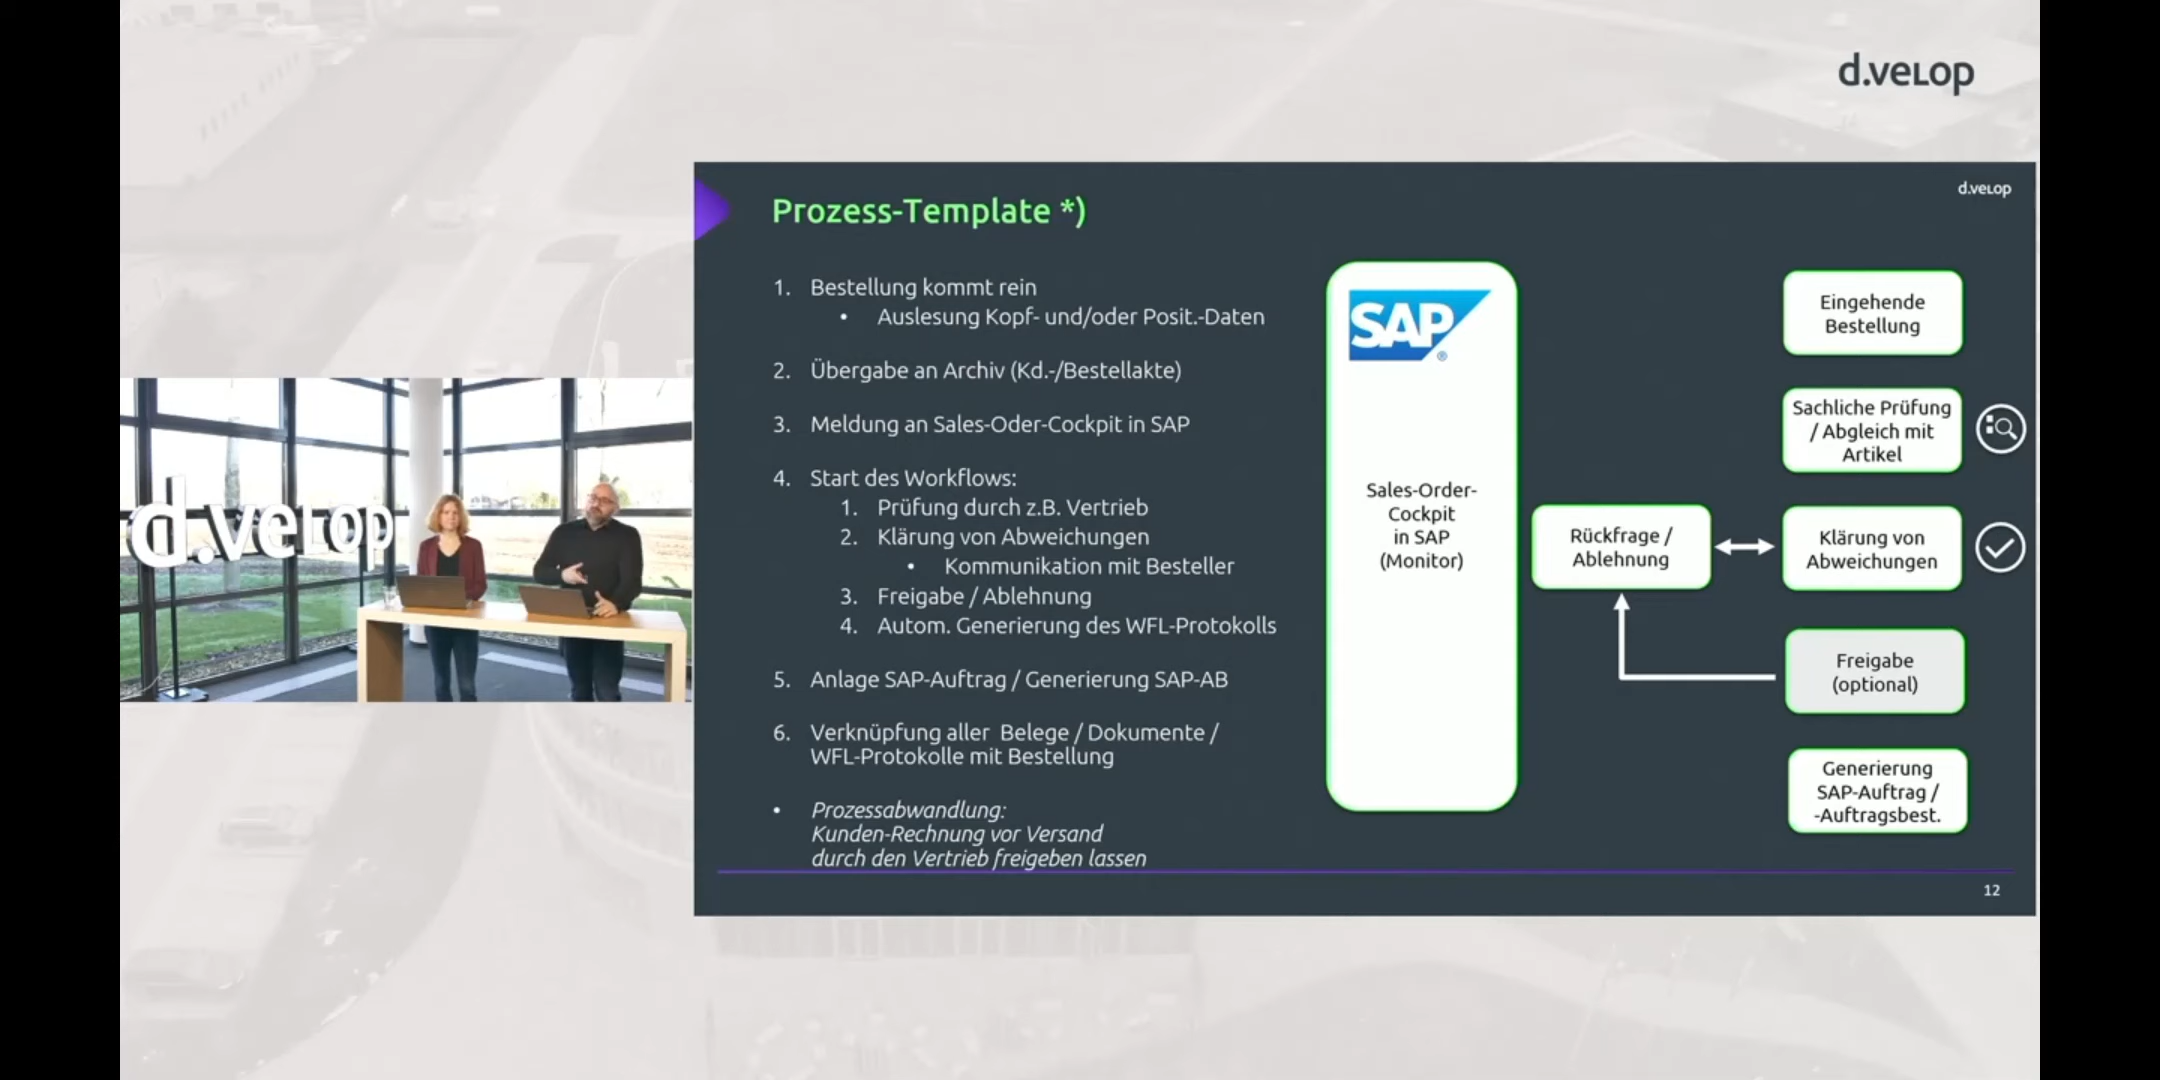 d.velop
d.velop
Prozess-Template *)
1. Bestellung kommt rein
• Auslesung Kopf- und/oder Posit.-Daten
2. Übergabe an Archiv (Kd.-/Bestellakte)
3. Meldung an Sales-Oder-Cockpit in SAP
4. Start des Workflows:
1. Prüfung durch z.B. Vertrieb
2. Klärung von Abweichungen
• Kommunikation mit Besteller
3. Freigabe / Ablehnung
4. Autom. Generierung des WFL-Protokolls
5. Anlage SAP-Auftrag / Generierung SAP-AB
6. Verknüpfung aller Belege / Dokumente /
WFL-Protokolle mit Bestellung
• Prozessabwandlung:
Kunden-Rechnung vor Versand
durch den Vertrieb freigeben lassen
SAP®
Sales-Order-
Cockpit
in SAP
(Monitor)
Rückfrage /
Ablehnung
Eingehende
Bestellung
Sachliche Prüfung
/ Abgleich mit
Artikel
Klärung von
Abweichungen
Freigabe
(optional)
Generierung
SAP-Auftrag /
-Auftragsbest.
12
d.velop